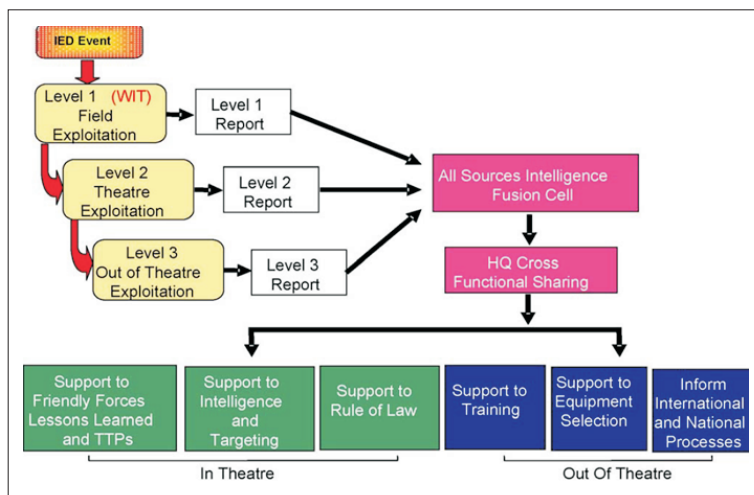 IED Event
Level 1 (WIT)
Field
Exploitation
Level 1
Report
Level 2
Theatre
Exploitation
Level 2
Report
Level 3
Out of Theatre
Exploitation
Level 3
Report
All Sources Intelligence
Fusion Cell
HQ Cross
Functional Sharing
Support to
Friendly Forces
Lessons Learned
and TTPs
Support to
Intelligence
and
Targeting
Support to
Rule of Law
Support to
Training
Support to
Equipment
Selection
Inform
International
and National
Processes
In Theatre
Out Of Theatre